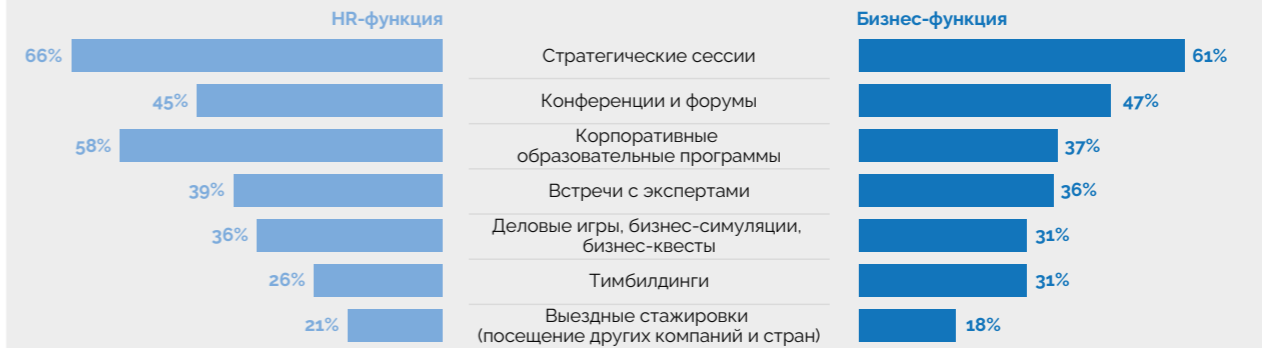 HR-функция
Бизнес-функция
66%
Стратегические сессии
61%
45%
Конференции и форумы
47%
58%
Корпоративные
образовательные программы
37%
39%
Встречи с экспертами
36%
36%
Деловые игры, бизнес-симуляции,
бизнес-квесты
31%
26%
Тимбилдинги
31%
21%
Выездные стажировки
(посещение других компаний и стран)
18%